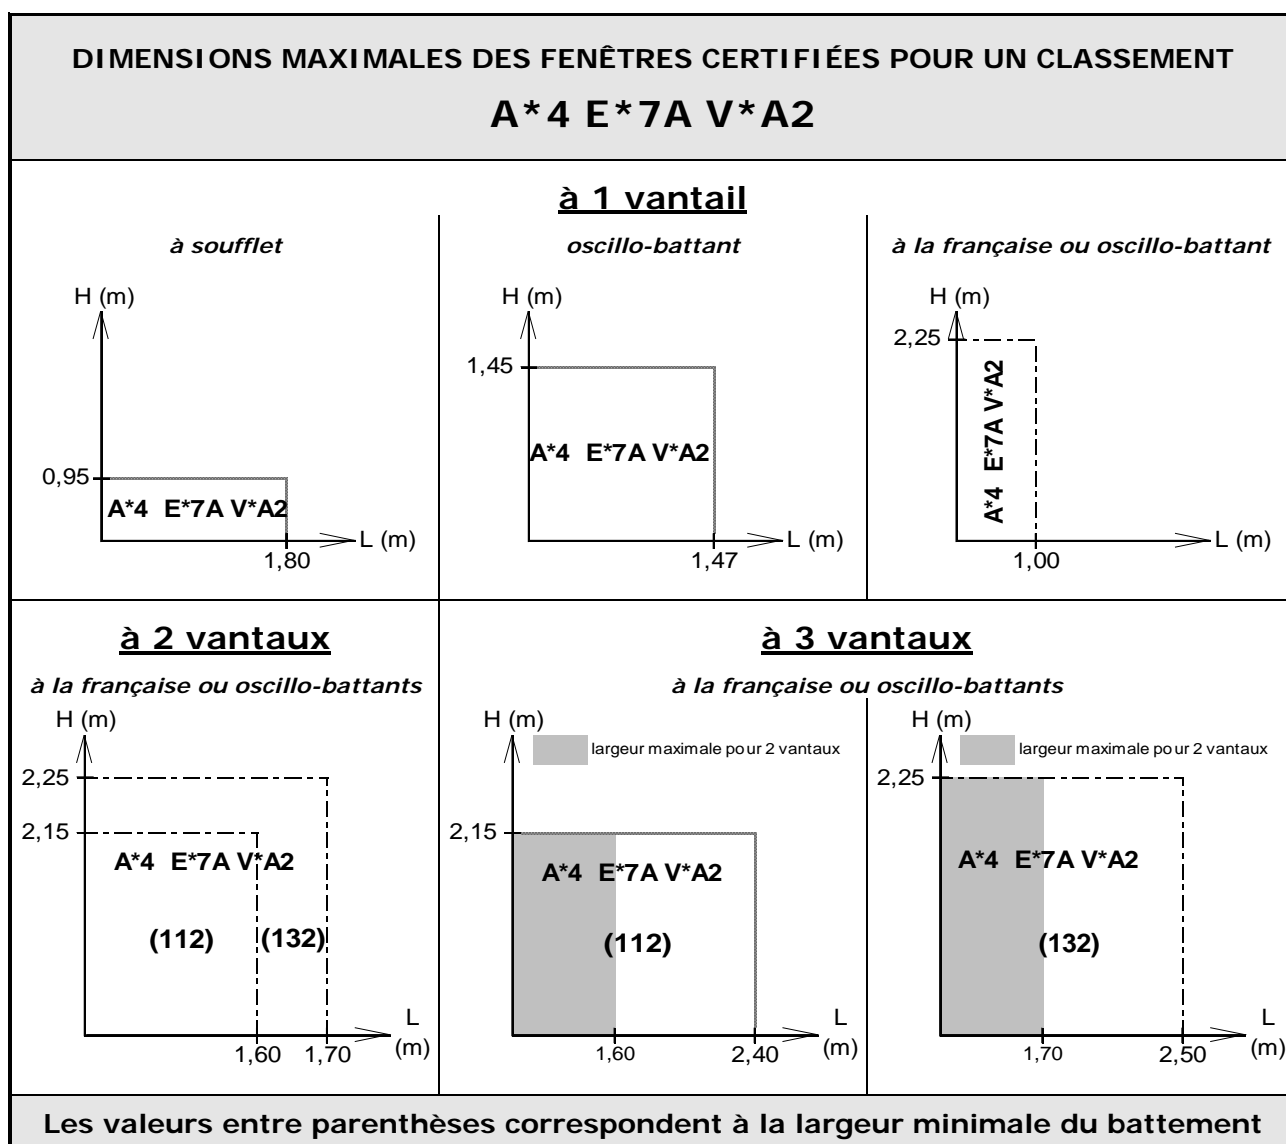 DIMENSIONS MAXIMALES DES FENÊTRES CERTIFIÉES POUR UN CLASSEMENT
A*4 E*7A V*A2
à 1 vantail
à soufflet
H (m)
0,95
A*4 E*7A V*A2
L (m)
1,80
oscillo-battant
H (m)
1,45
A*4 E*7A V*A2
L (m)
1,47
à la française ou oscillo-battant
H (m)
2,25
A*4 E*7A V*A2
L (m)
1,00
à 2 vantaux
à la française ou oscillo-battants
H (m)
2,25
2,15
A*4 E*7A V*A2
(112) (132)
L
(m)
1,60 1,70
à 3 vantaux
à la française ou oscillo-battants
H (m)
largeur maximale pour 2 vantaux
2,15
A*4 E*7A V*A2
(112)
L
(m)
1,60 2,40
H (m)
largeur maximale pour 2 vantaux
2,25
A*4 E*7A V*A2
(132)
L
(m)
1,70 2,50
Les valeurs entre parenthèses correspondent à la largeur minimale du battement